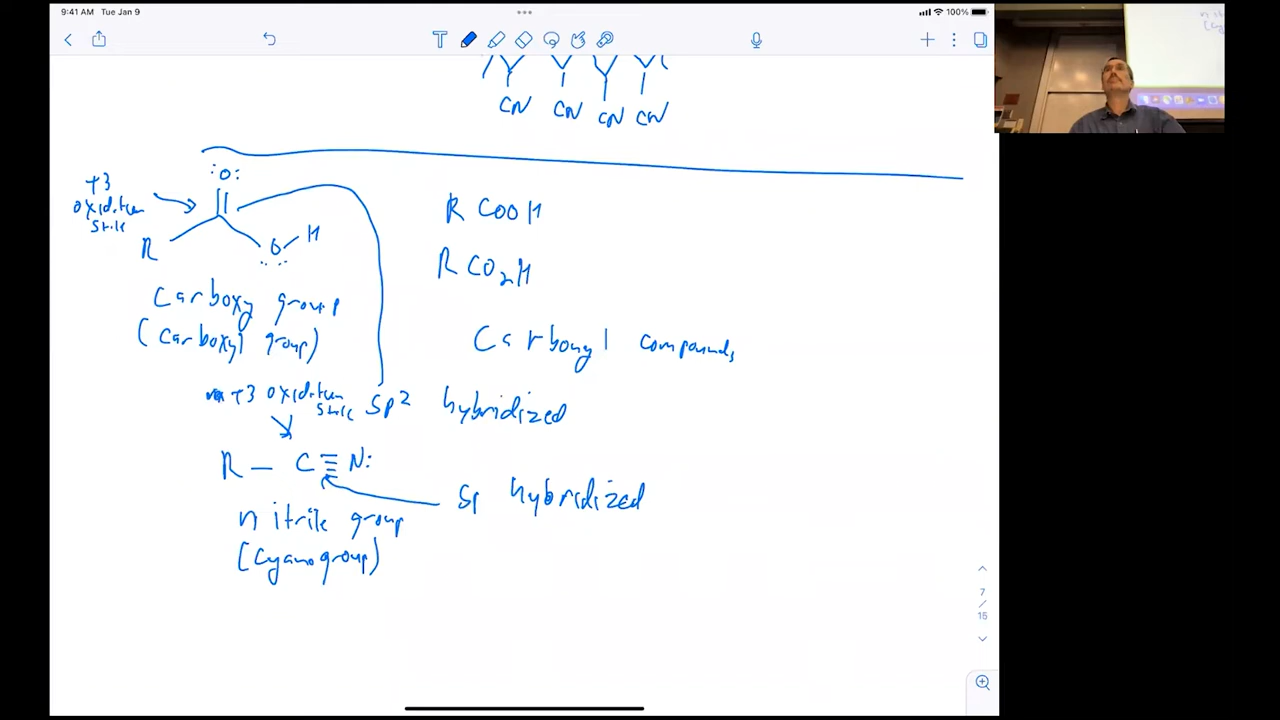 9:41 AM Tue Jan 9
100%
CN CN CN CN
+3
oxidation
state
:O:
R
O
H
R COOH
R CO2H
Carboxy group
(Carboxyl group)
Carbonyl compounds
+3 oxidation
state
Sp2 hybridized
R — C ≡ N:
Sp hybridized
nitrile group
(Cyano group)
7
/
15